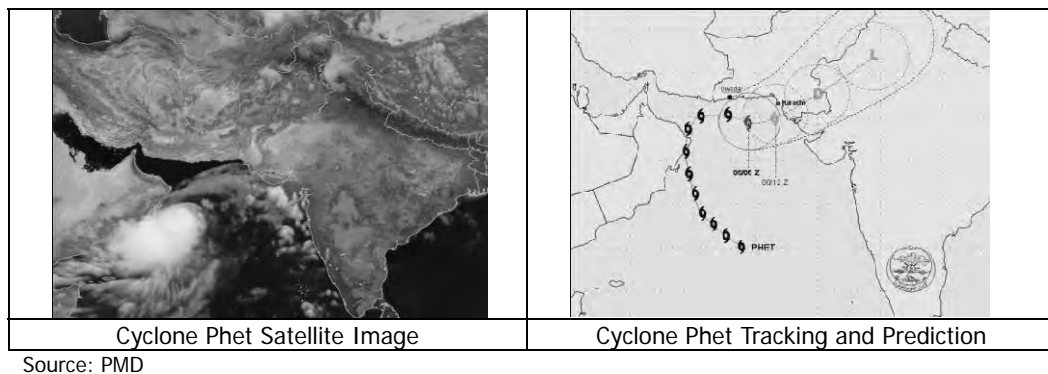 Karachi
L
D
PHET
Cyclone Phet Satellite Image
Cyclone Phet Tracking and Prediction
Source: PMD